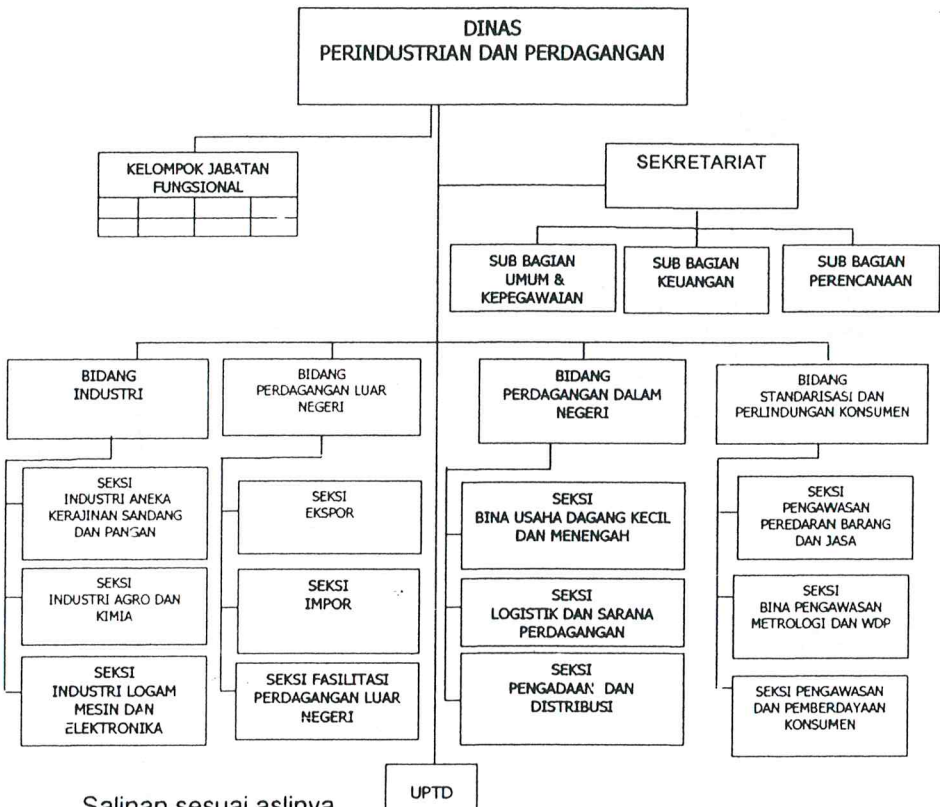 DINAS
PERINDUSTRIAN DAN PERDAGANGAN
KELOMPOK JABATAN
FUNGSIONAL
SEKRETARIAT
SUB BAGIAN
UMUM &
KEPEGAWAIAN
SUB BAGIAN
KEUANGAN
SUB BAGIAN
PERENCANAAN
BIDANG
INDUSTRI
SEKSI
INDUSTRI ANEKA
KERAJINAN SANDANG
DAN PANGAN
SEKSI
INDUSTRI AGRO DAN
KIMIA
SEKSI
INDUSTRI LOGAM
MESIN DAN
ELEKTRONIKA
BIDANG
PERDAGANGAN LUAR
NEGERI
SEKSI
EKSPOR
SEKSI
IMPOR
SEKSI FASILITASI
PERDAGANGAN LUAR
NEGERI
BIDANG
PERDAGANGAN DALAM
NEGERI
SEKSI
BINA USAHA DAGANG KECIL
DAN MENENGAH
SEKSI
LOGISTIK DAN SARANA
PERDAGANGAN
SEKSI
PENGADAAN DAN
DISTRIBUSI
BIDANG
STANDARISASI DAN
PERLINDUNGAN KONSUMEN
SEKSI
PENGAWASAN
PEREDARAN BARANG
DAN JASA
SEKSI
BINA PENGAWASAN
METROLOGI DAN WDP
SEKSI PENGAWASAN
DAN PEMBERDAYAAN
KONSUMEN
UPTD
Salinan sesuai aslinya